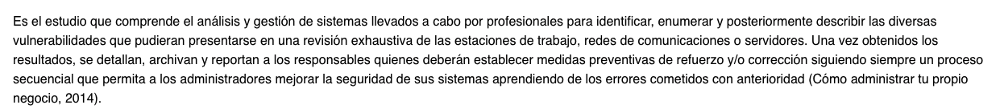 Es el estudio que comprende el análisis y gestión de sistemas llevados a cabo por profesionales para identificar, enumerar y posteriormente describir las diversas
vulnerabilidades que pudieran presentarse en una revisión exhaustiva de las estaciones de trabajo, redes de comunicaciones o servidores. Una vez obtenidos los
resultados, se detallan, archivan y reportan a los responsables quienes deberán establecer medidas preventivas de refuerzo y/o corrección siguiendo siempre un proceso
secuencial que permita a los administradores mejorar la seguridad de sus sistemas aprendiendo de los errores cometidos con anterioridad (Cómo administrar tu propio
negocio, 2014).